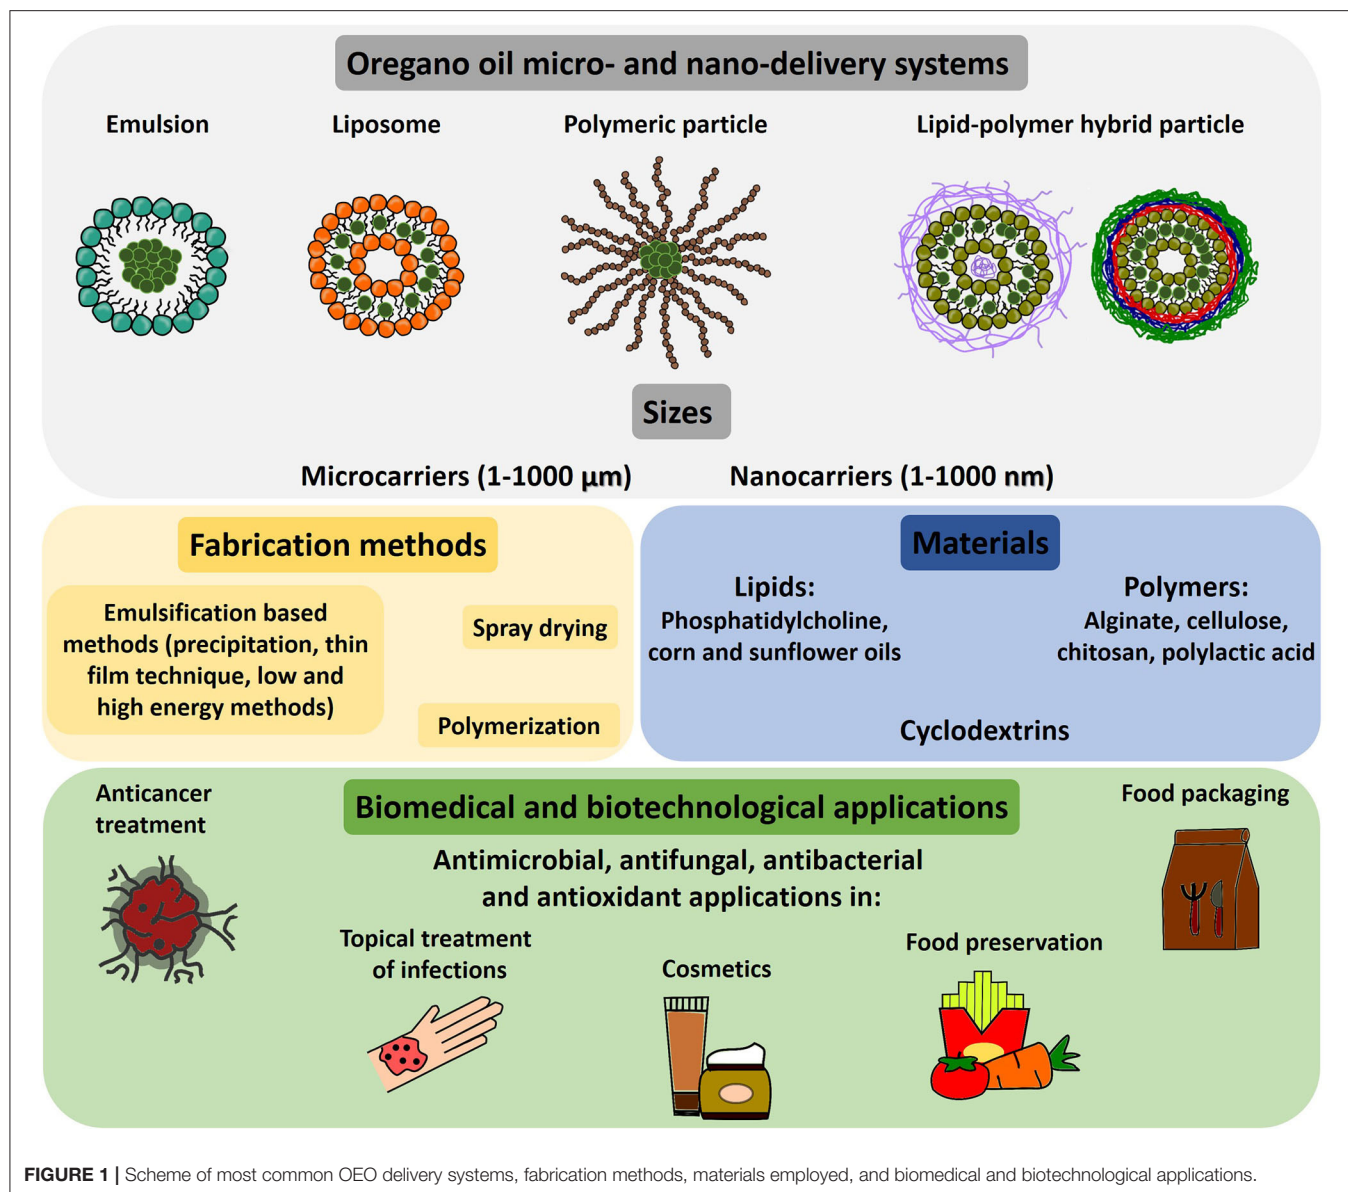 Oregano oil micro- and nano-delivery systems
Emulsion
Liposome
Polymeric particle
Lipid-polymer hybrid particle
Sizes
Microcarriers (1-1000 μm)
Nanocarriers (1-1000 nm)
Fabrication methods
Emulsification based
methods (precipitation, thin
film technique, low and
high energy methods)
Spray drying
Polymerization
Materials
Lipids:
Phosphatidylcholine,
corn and sunflower oils
Polymers:
Alginate, cellulose,
chitosan, polylactic acid
Cyclodextrins
Biomedical and biotechnological applications
Anticancer
treatment
Antimicrobial, antifungal, antibacterial
and antioxidant applications in:
Topical treatment
of infections
Cosmetics
Food preservation
Food packaging
FIGURE 1 | Scheme of most common OEO delivery systems, fabrication methods, materials employed, and biomedical and biotechnological applications.